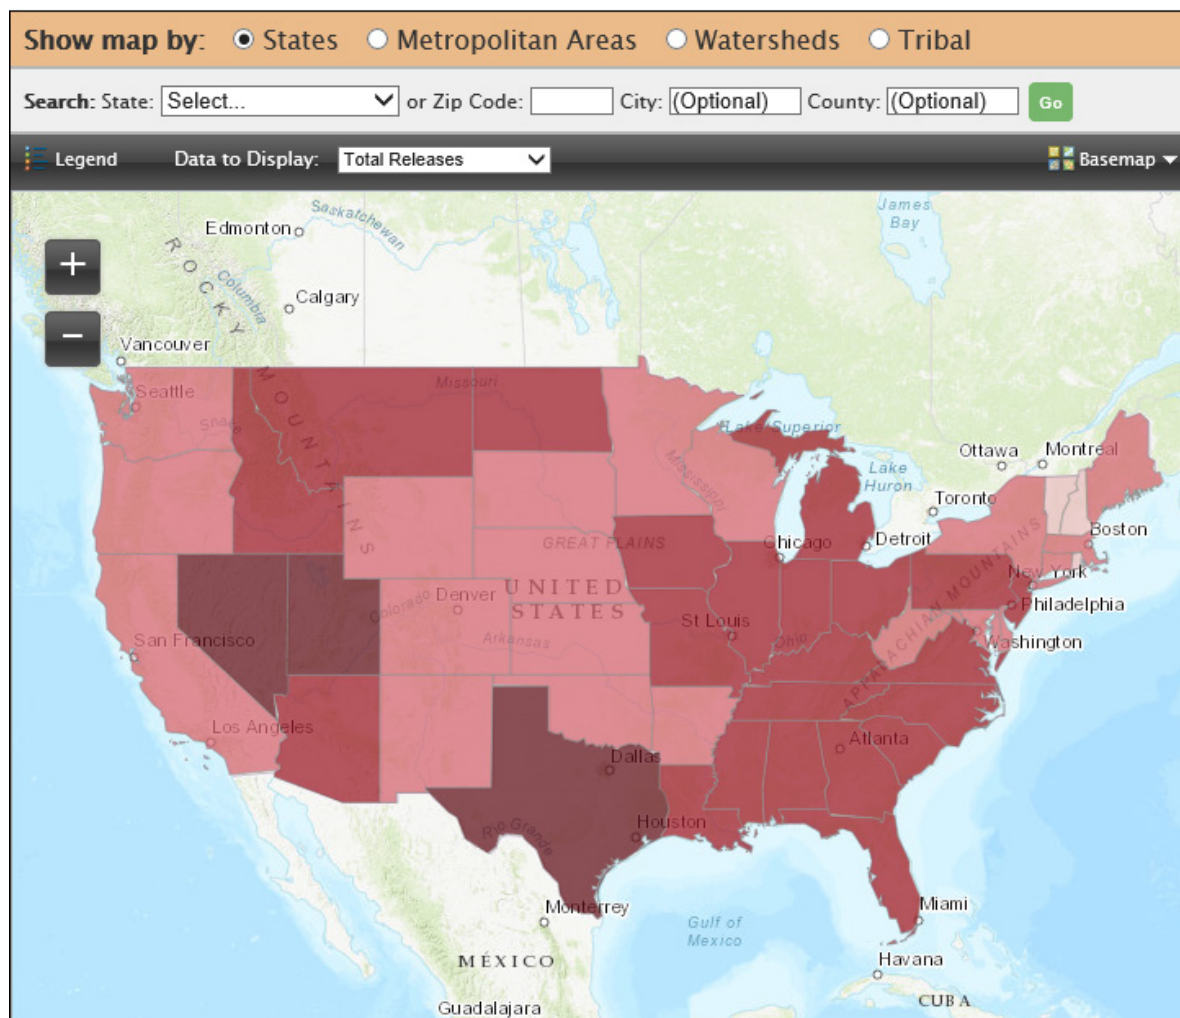 Show map by: States Metropolitan Areas Watersheds Tribal
Search: State: Select... or Zip Code: City: (Optional) County: (Optional) Go
Legend Data to Display: Total Releases Basemap
James
Bay
Saskatchewan
Edmonton
ROCKY MOUNTAINS
Columbia
Calgary
Vancouver
Missouri
Seattle
Snake
Lake Superior
Ottawa Montreal
Mississippi
Lake
Huron
Toronto
Boston
GREAT PLAINS
Chicago
Detroit
New York
UNITED
STATES
Colorado
Denver
Philadelphia
St Louis
San Francisco
Arkansas
Ohio
APPALACHIAN MOUNTAINS
Washington
Los Angeles
Atlanta
Dallas
Houston
Rio Grande
Monterrey
Miami
Gulf of
Mexico
MÉXICO
Havana
CUBA
Guadalajara